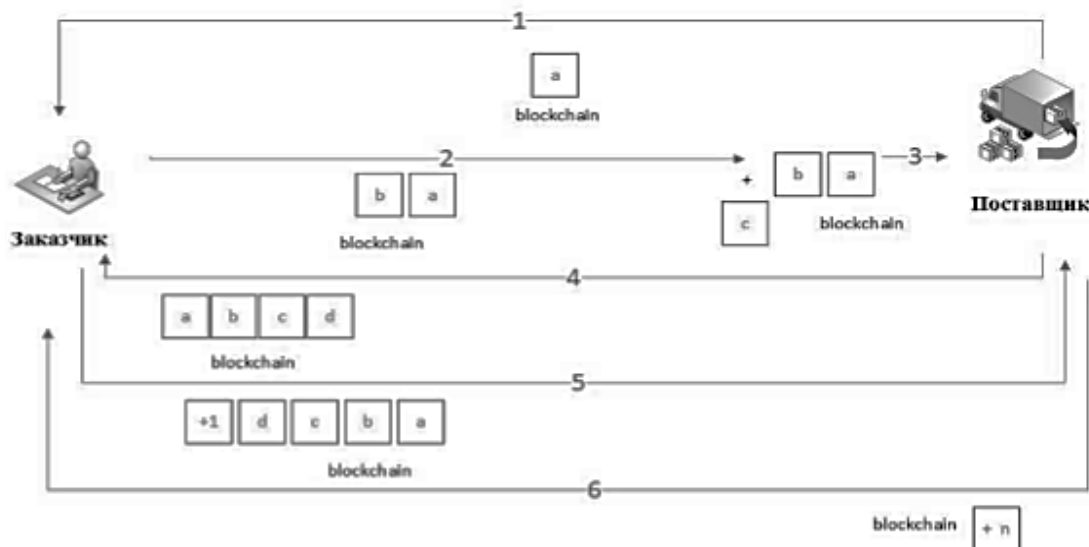 1
a
blockchain
2
b a
blockchain
+
b a
c
blockchain
3
Заказчик
Поставщик
4
a b c d
blockchain
5
+1 d c b a
blockchain
6
blockchain + n